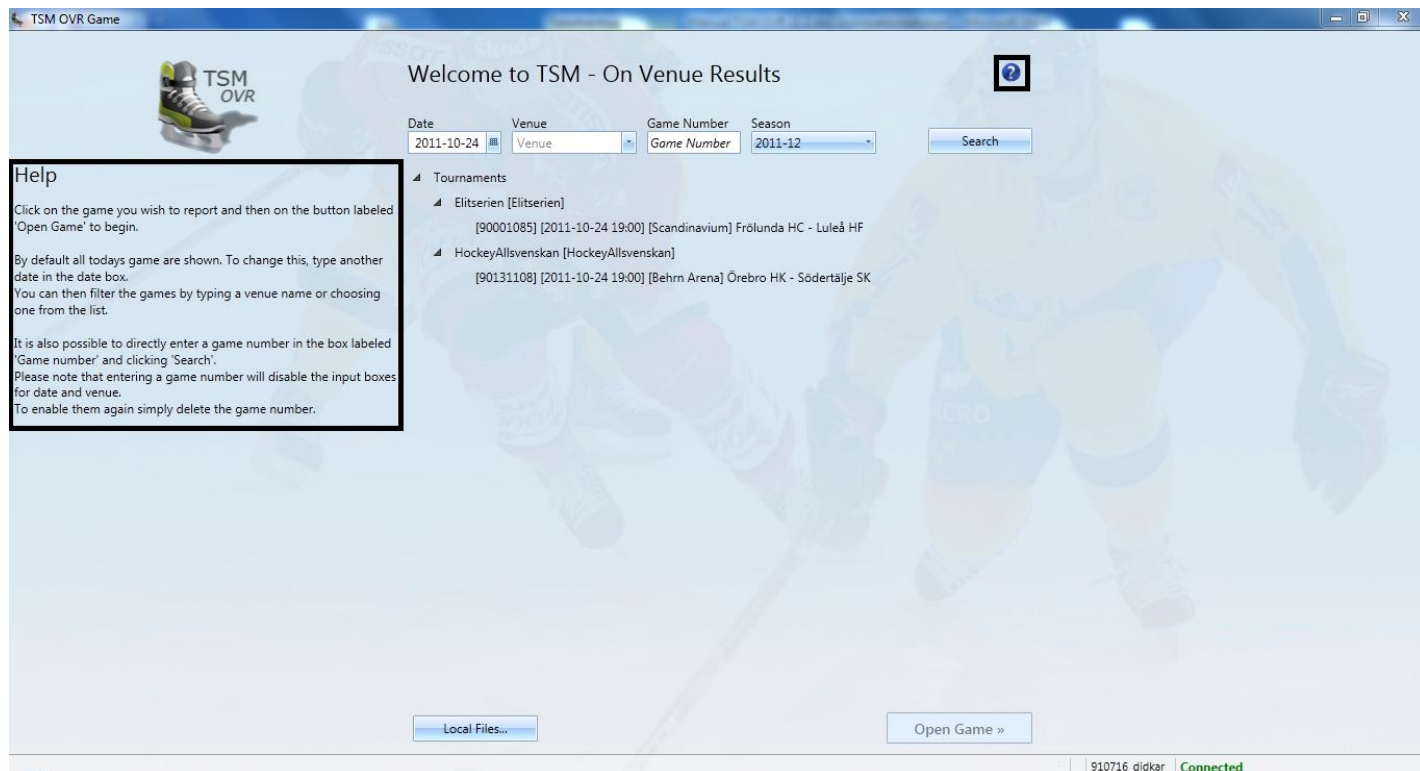 TSM OVR Game
TSM
OVR
Welcome to TSM - On Venue Results
?
Date
Venue
Game Number
Season
2011-10-24
Venue
Game Number
2011-12
Search
Help
Click on the game you wish to report and then on the button labeled
'Open Game' to begin.
By default all todays game are shown. To change this, type another
date in the date box.
You can then filter the games by typing a venue name or choosing
one from the list.
It is also possible to directly enter a game number in the box labeled
'Game number' and clicking 'Search'.
Please note that entering a game number will disable the input boxes
for date and venue.
To enable them again simply delete the game number.
Tournaments
Elitserien [Elitserien]
[90001085] [2011-10-24 19:00] [Scandinavium] Frölunda HC - Luleå HF
HockeyAllsvenskan [HockeyAllsvenskan]
[90131108] [2011-10-24 19:00] [Behrn Arena] Örebro HK - Södertälje SK
Local Files...
Open Game »
910716 didkar
Connected